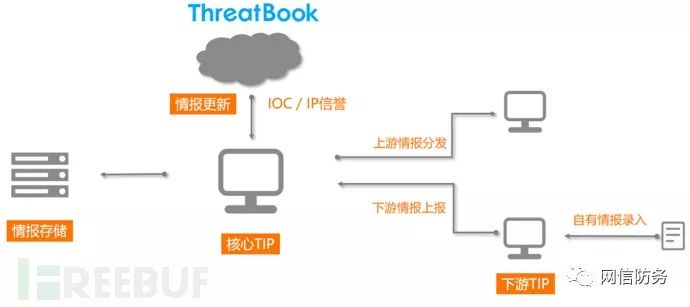 ThreatBook
情报更新
IOC / IP信誉
上游情报分发
下游情报上报
自有情报录入
情报存储
核心TIP
下游TIP
FREEBUF
网信防务